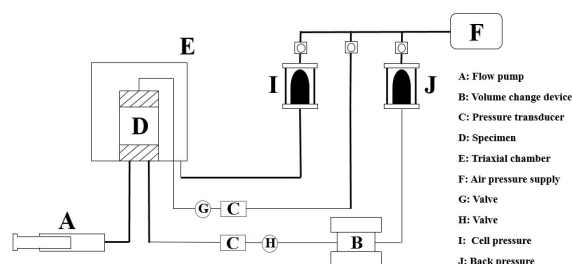 E
F
I
J
D
A
G
C
C
H
B
A: Flow pump
B: Volume change device
C: Pressure transducer
D: Specimen
E: Triaxial chamber
F: Air pressure supply
G: Valve
H: Valve
I: Cell pressure
J: Back pressure